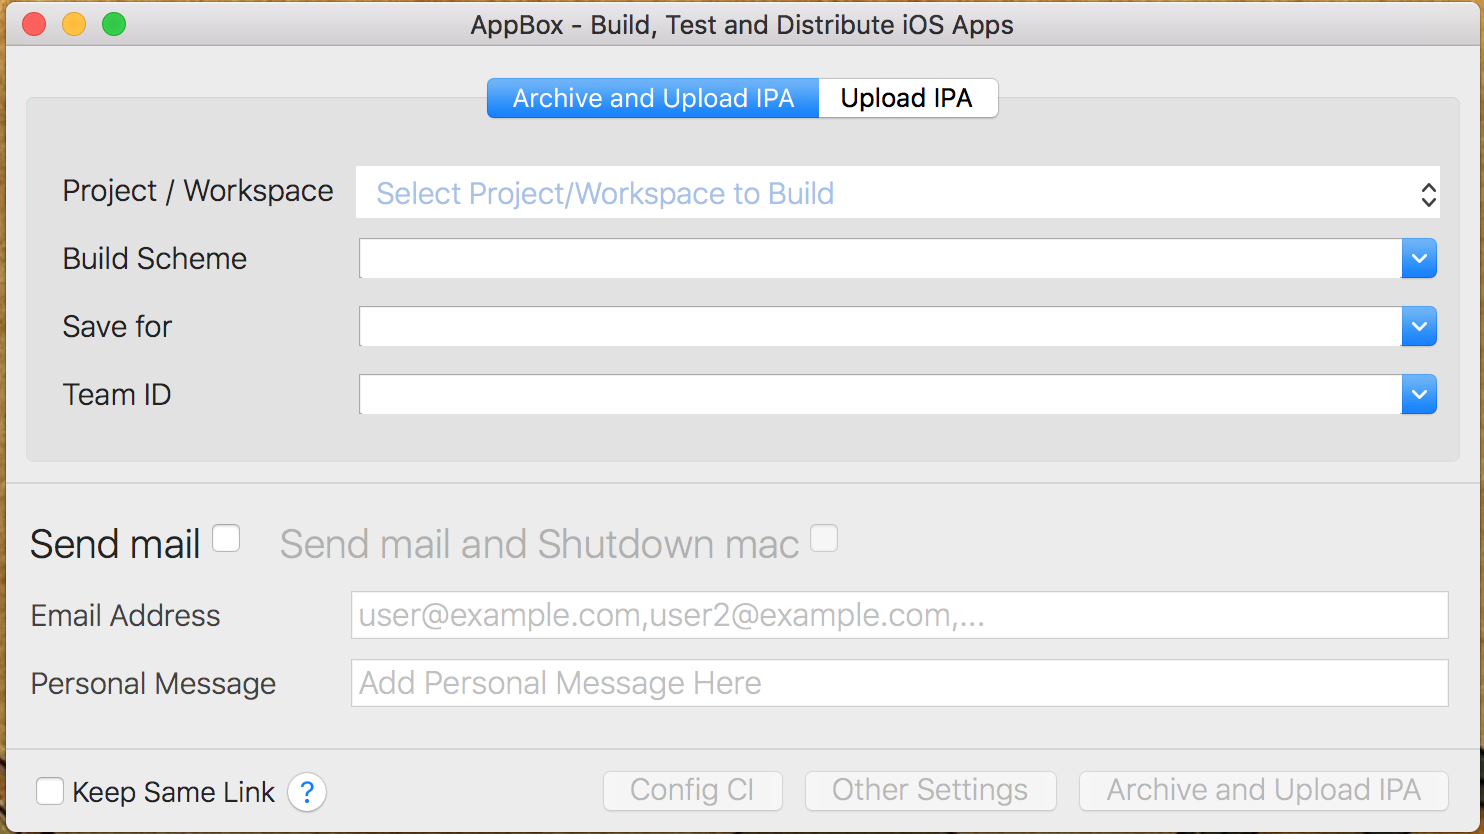 AppBox - Build, Test and Distribute iOS Apps
Archive and Upload IPA Upload IPA
Project / Workspace Select Project/Workspace to Build
Build Scheme
Save for
Team ID
Send mail Send mail and Shutdown mac
Email Address user@example.com,user2@example.com,...
Personal Message Add Personal Message Here
Keep Same Link ? Config CI Other Settings Archive and Upload IPA